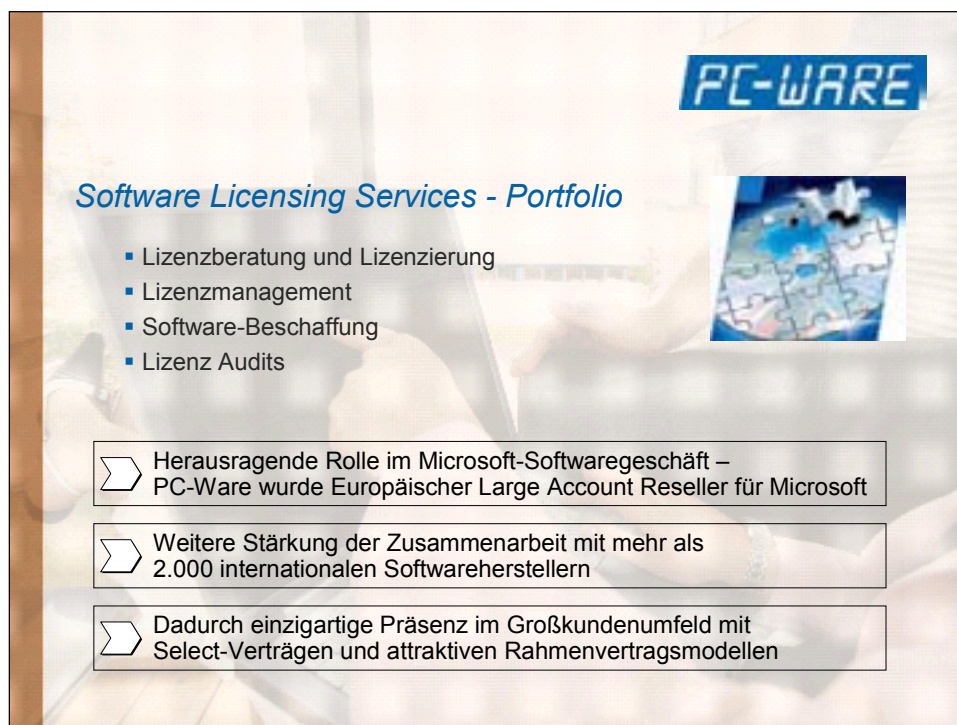 PC-WARE
Software Licensing Services - Portfolio
▪ Lizenzberatung und Lizenzierung
▪ Lizenzmanagement
▪ Software-Beschaffung
▪ Lizenz Audits
Herausragende Rolle im Microsoft-Softwaregeschäft –
PC-Ware wurde Europäischer Large Account Reseller für Microsoft
Weitere Stärkung der Zusammenarbeit mit mehr als
2.000 internationalen Softwareherstellern
Dadurch einzigartige Präsenz im Großkundenumfeld mit
Select-Verträgen und attraktiven Rahmenvertragsmodellen